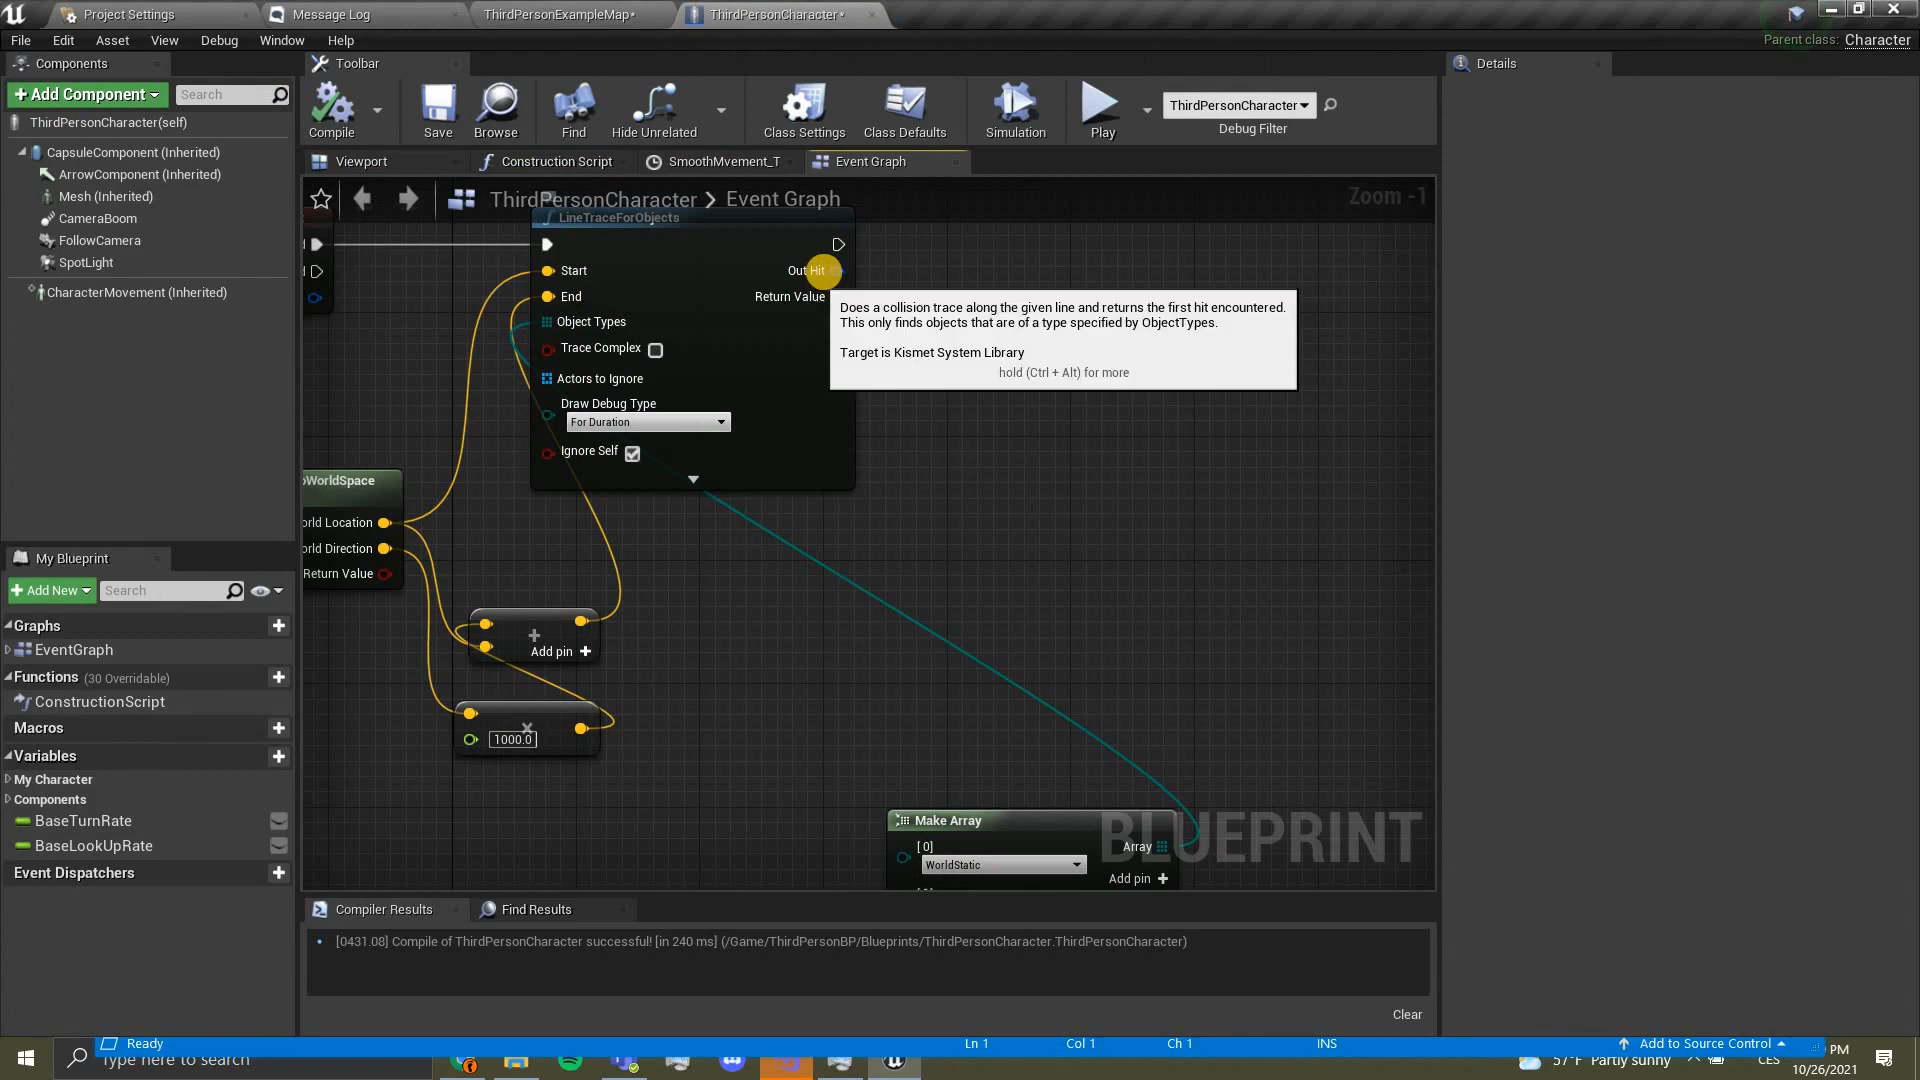 Project Settings
Message Log
ThirdPersonExampleMap*
ThirdPersonCharacter*
File Edit Asset View Debug Window Help
Parent class: Character
Components
Toolbar
Details
+ Add Component
Search
ThirdPersonCharacter(self)
CapsuleComponent (Inherited)
ArrowComponent (Inherited)
Mesh (Inherited)
CameraBoom
FollowCamera
SpotLight
CharacterMovement (Inherited)
Compile
Save
Browse
Find
Hide Unrelated
Class Settings
Class Defaults
Simulation
Play
ThirdPersonCharacter
Debug Filter
Viewport
Construction Script
SmoothMvement_T
Event Graph
ThirdPersonCharacter > Event Graph
Zoom -1
LineTraceForObjects
Start
Out Hit
End
Return Value
Object Types
Trace Complex
Actors to Ignore
Draw Debug Type
For Duration
Ignore Self
Does a collision trace along the given line and returns the first hit encountered.
This only finds objects that are of a type specified by ObjectTypes.
Target is Kismet System Library
hold (Ctrl + Alt) for more
oWorldSpace
orld Location
orld Direction
Return Value
Add pin
1000.0
Make Array
[0]
Array
WorldStatic
Add pin
BLUEPRINT
My Blueprint
+ Add New
Search
Graphs
EventGraph
Functions (30 Overridable)
ConstructionScript
Macros
Variables
My Character
Components
BaseTurnRate
BaseLookUpRate
Event Dispatchers
Compiler Results
Find Results
[0431.08] Compile of ThirdPersonCharacter successful! [in 240 ms] (/Game/ThirdPersonBP/Blueprints/ThirdPersonCharacter.ThirdPersonCharacter)
Clear
Ready
Ln 1
Col 1
Ch 1
INS
Add to Source Control
Type here to search
57°F Partly sunny
CES
PM
10/26/2021